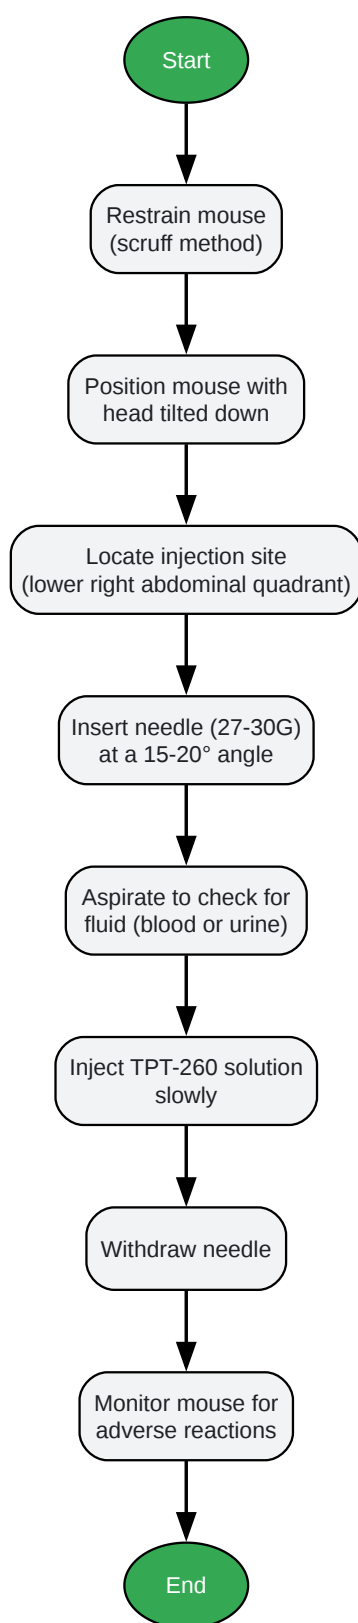 Start
Restrain mouse
(scruff method)
Position mouse with
head tilted down
Locate injection site
(lower right abdominal quadrant)
Insert needle (27-30G)
at a 15-20° angle
Aspirate to check for
fluid (blood or urine)
Inject TPT-260 solution
slowly
Withdraw needle
Monitor mouse for
adverse reactions
End